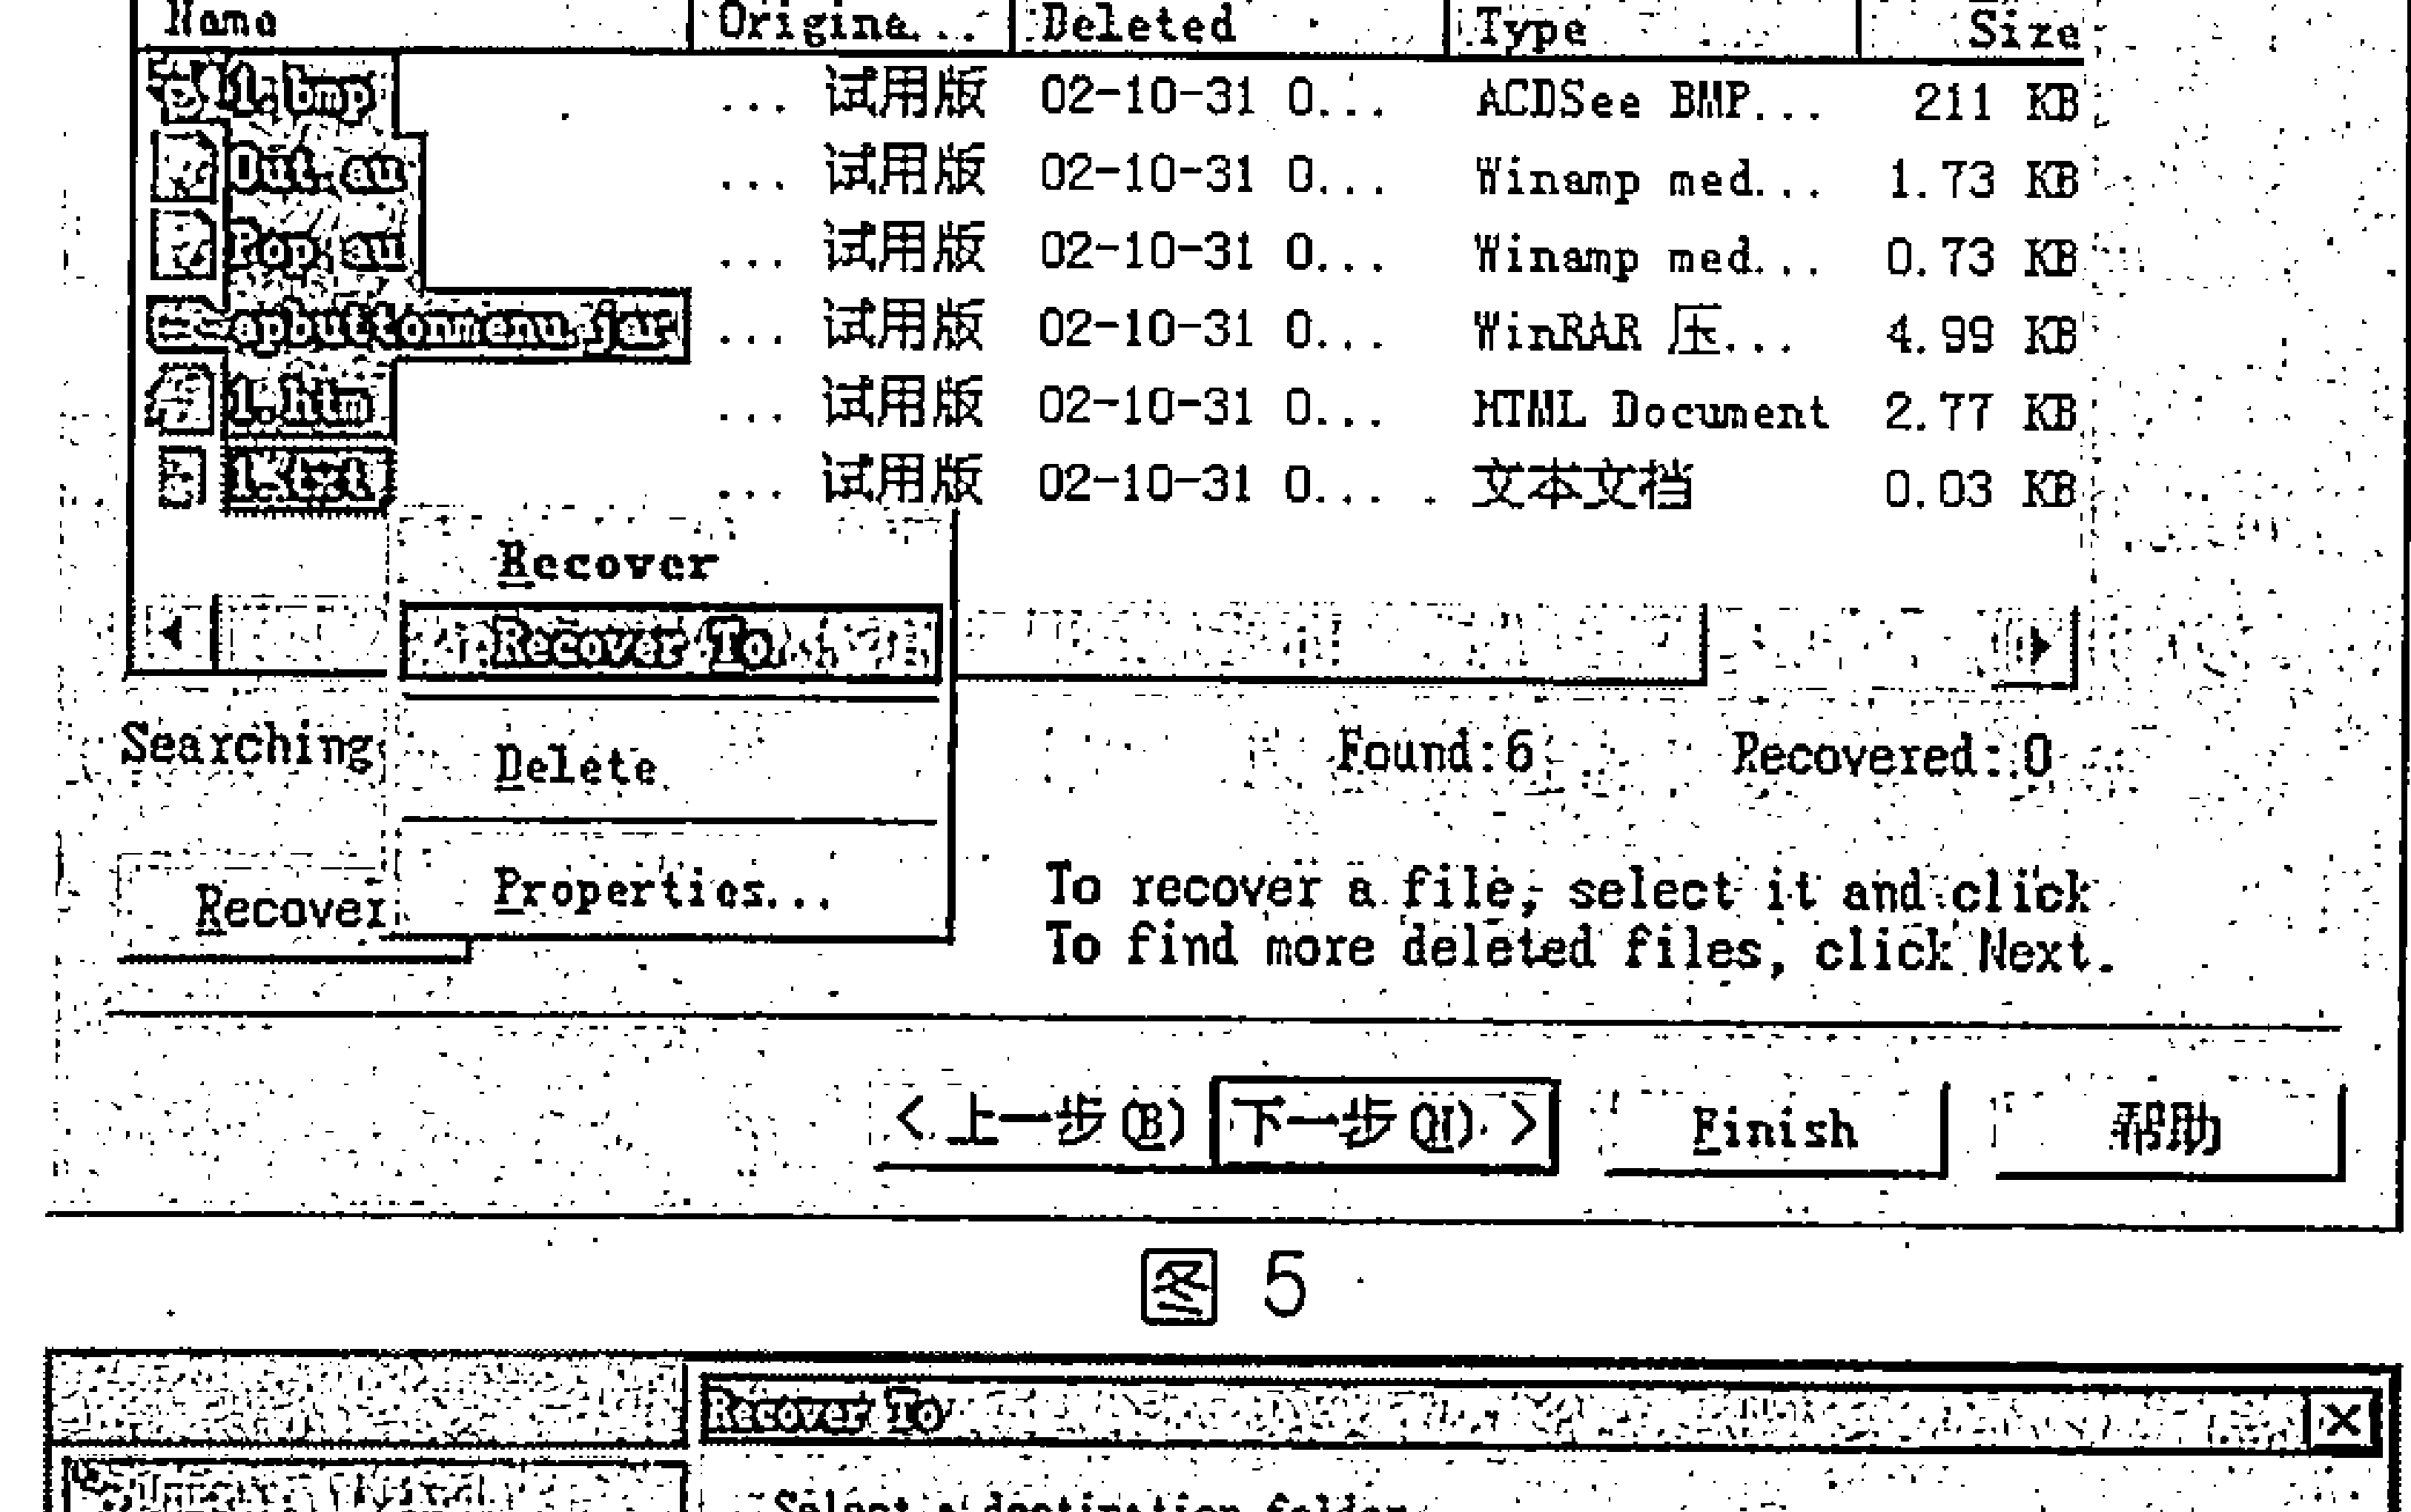 Name Origina... Deleted Type Size
1.bmp ... 试用版 02-10-31 0... ACDSee BMP... 211 KB
Out.au ... 试用版 02-10-31 0... Winamp med... 1.73 KB
Pop.au ... 试用版 02-10-31 0... Winamp med... 0.73 KB
apbuttonmenu.jar ... 试用版 02-10-31 0... WinRAR 压... 4.99 KB
1.htm ... 试用版 02-10-31 0... HTML Document 2.77 KB
1.txt ... 试用版 02-10-31 0... 文本文档 0.03 KB
Recover
Recover To
Searching Delete Found:6 Recovered:0
Recover Properties... To recover a file, select it and click
To find more deleted files, click Next.
< 上一步(B) 下一步(N) > Finish 帮助
图 5
Recover To
Select a destination folder